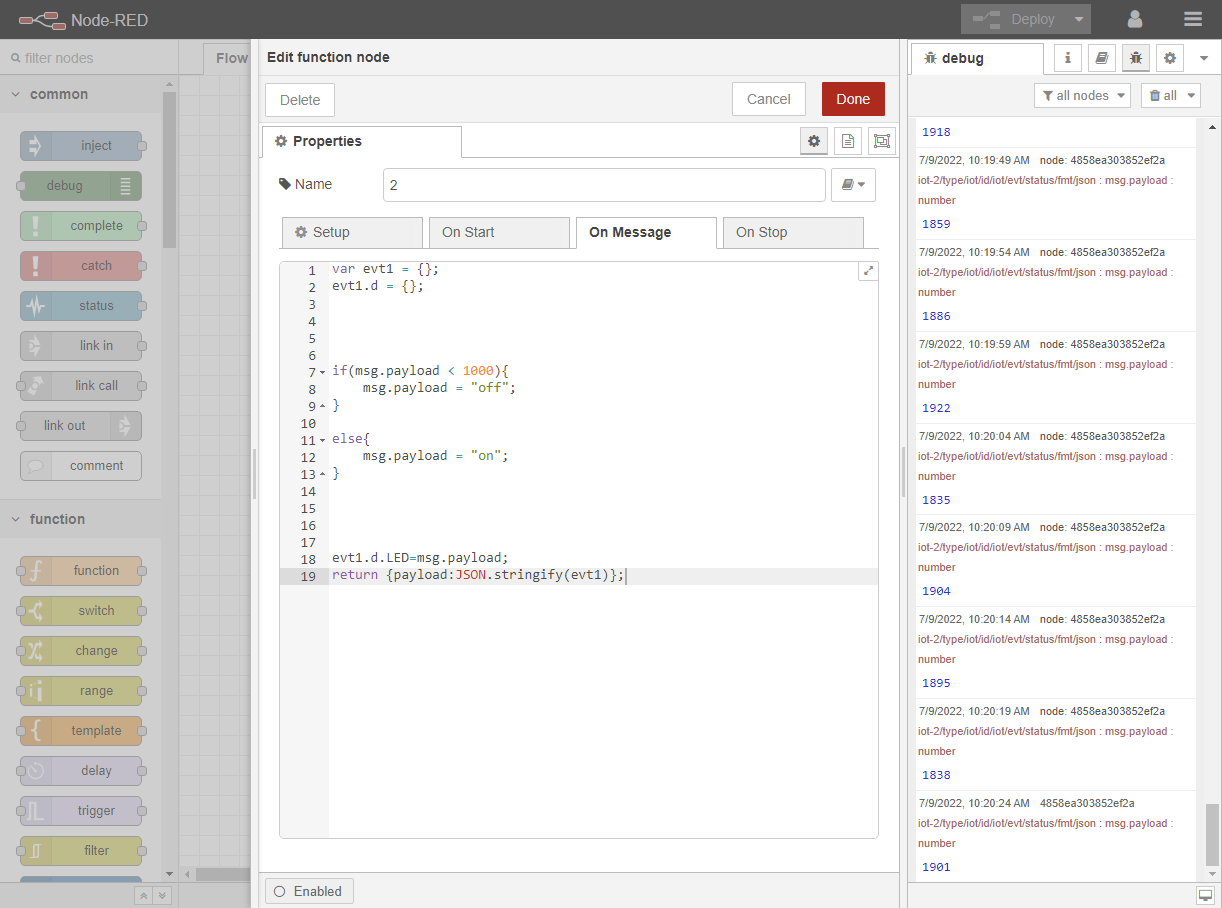 Node-RED
Deploy
filter nodes
common
inject
debug
complete
catch
status
link in
link call
link out
comment
function
function
switch
change
range
template
delay
trigger
filter
Flow
Edit function node
Delete
Cancel
Done
Properties
Name
2
Setup
On Start
On Message
On Stop
1 var evt1 = {};
2 evt1.d = {};
3
4
5
6
7 if(msg.payload < 1000){
8 msg.payload = "off";
9 }
10
11 else{
12 msg.payload = "on";
13 }
14
15
16
17
18 evt1.d.LED=msg.payload;
19 return {payload:JSON.stringify(evt1)};
Enabled
debug
all nodes
all
1918
7/9/2022, 10:19:49 AM node: 4858ea303852ef2a
iot-2/type/iot/id/iot/evt/status/fmt/json : msg.payload :
number
1859
7/9/2022, 10:19:54 AM node: 4858ea303852ef2a
iot-2/type/iot/id/iot/evt/status/fmt/json : msg.payload :
number
1886
7/9/2022, 10:19:59 AM node: 4858ea303852ef2a
iot-2/type/iot/id/iot/evt/status/fmt/json : msg.payload :
number
1922
7/9/2022, 10:20:04 AM node: 4858ea303852ef2a
iot-2/type/iot/id/iot/evt/status/fmt/json : msg.payload :
number
1835
7/9/2022, 10:20:09 AM node: 4858ea303852ef2a
iot-2/type/iot/id/iot/evt/status/fmt/json : msg.payload :
number
1904
7/9/2022, 10:20:14 AM node: 4858ea303852ef2a
iot-2/type/iot/id/iot/evt/status/fmt/json : msg.payload :
number
1895
7/9/2022, 10:20:19 AM node: 4858ea303852ef2a
iot-2/type/iot/id/iot/evt/status/fmt/json : msg.payload :
number
1838
7/9/2022, 10:20:24 AM 4858ea303852ef2a
iot-2/type/iot/id/iot/evt/status/fmt/json : msg.payload :
number
1901